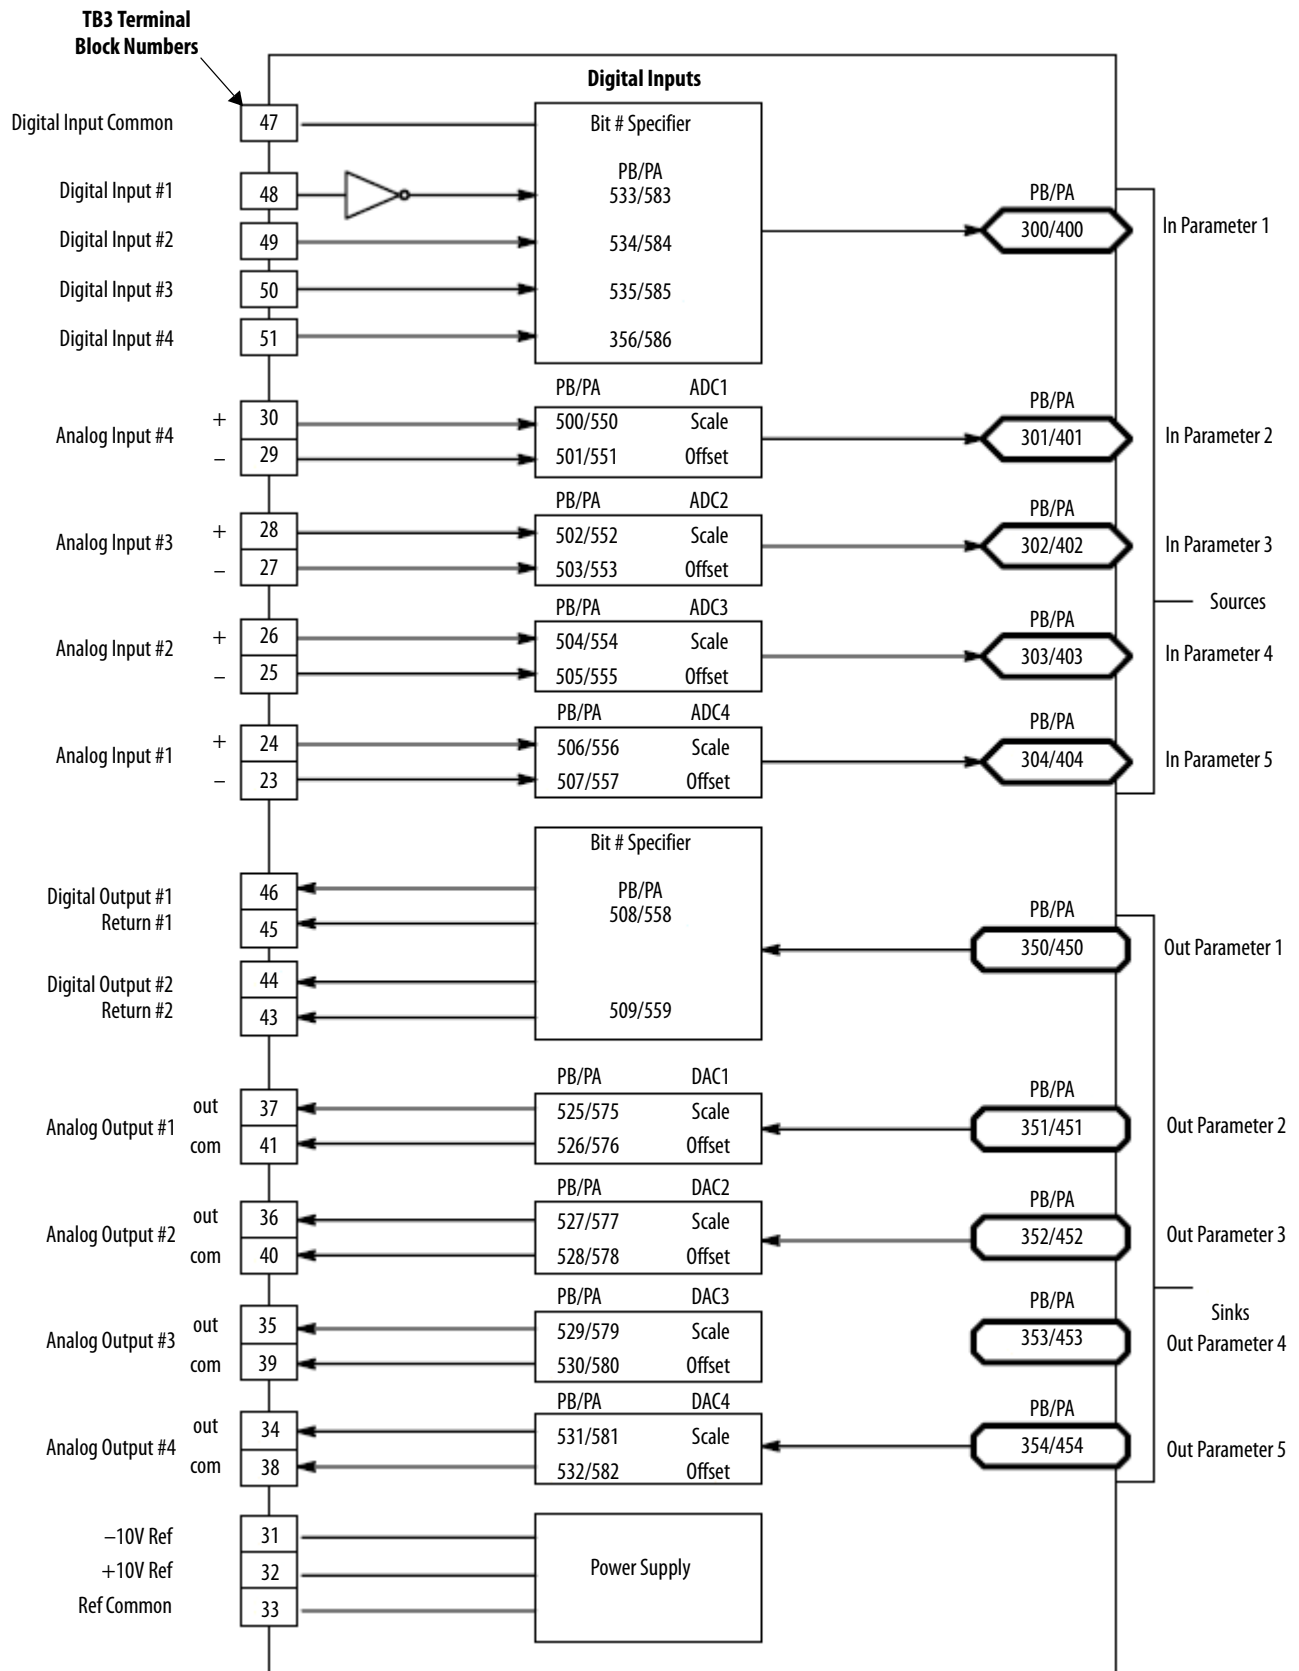 TB3 Terminal
Block Numbers
Digital Inputs
Digital Input Common 47 Bit # Specifier
PB/PA PB/PA
Digital Input #1 48 533/583
300/400 In Parameter 1
Digital Input #2 49 534/584
Digital Input #3 50 535/585
Digital Input #4 51 356/586
PB/PA ADC1 PB/PA
+ 30 500/550 Scale
Analog Input #4 301/401 In Parameter 2
– 29 501/551 Offset
PB/PA ADC2 PB/PA
+ 28 502/552 Scale
Analog Input #3 302/402 In Parameter 3
– 27 503/553 Offset
Sources
PB/PA ADC3 PB/PA
+ 26 504/554 Scale
Analog Input #2 303/403 In Parameter 4
– 25 505/555 Offset
PB/PA ADC4 PB/PA
+ 24 506/556 Scale
Analog Input #1 304/404 In Parameter 5
– 23 507/557 Offset
Bit # Specifier
PB/PA
Digital Output #1 46
Return #1 45 508/558
PB/PA
350/450 Out Parameter 1
Digital Output #2 44
Return #2 43 509/559
PB/PA DAC1 PB/PA
out 37 525/575 Scale
Analog Output #1 351/451 Out Parameter 2
com 41 526/576 Offset
PB/PA DAC2 PB/PA
out 36 527/577 Scale
Analog Output #2 352/452 Out Parameter 3
com 40 528/578 Offset
PB/PA DAC3 PB/PA
Sinks
out 35 529/579 Scale
Analog Output #3 353/453 Out Parameter 4
com 39 530/580 Offset
PB/PA DAC4 PB/PA
out 34 531/581 Scale
Analog Output #4 354/454 Out Parameter 5
com 38 532/582 Offset
–10V Ref 31
+10V Ref 32 Power Supply
Ref Common 33